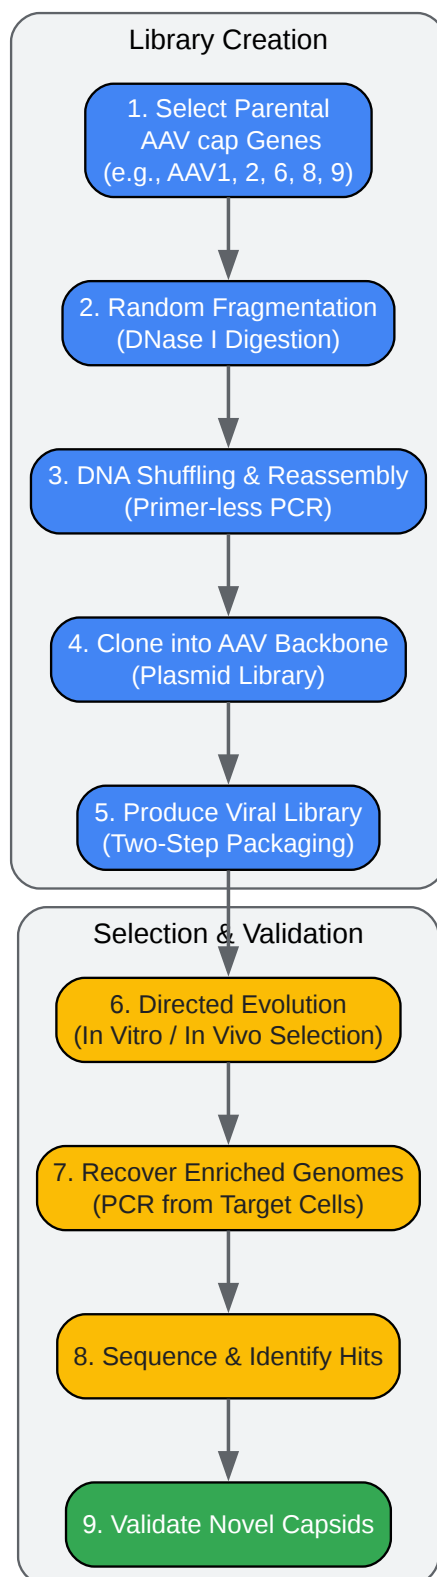 Library Creation
1. Select Parental
AAV cap Genes
(e.g., AAV1, 2, 6, 8, 9)
2. Random Fragmentation
(DNase I Digestion)
3. DNA Shuffling & Reassembly
(Primer-less PCR)
4. Clone into AAV Backbone
(Plasmid Library)
5. Produce Viral Library
(Two-Step Packaging)
Selection & Validation
6. Directed Evolution
(In Vitro / In Vivo Selection)
7. Recover Enriched Genomes
(PCR from Target Cells)
8. Sequence & Identify Hits
9. Validate Novel Capsids